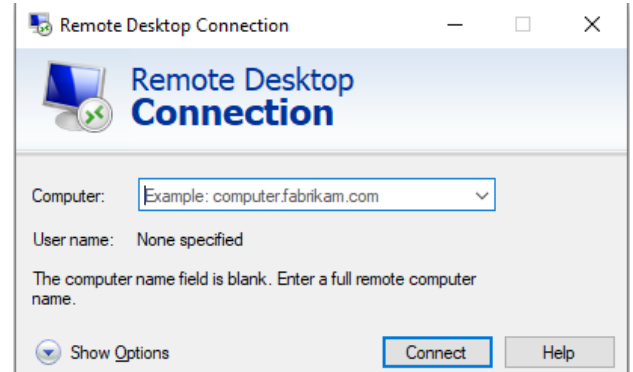 Remote Desktop Connection
Remote Desktop
Connection
Computer: Example: computer.fabrikam.com
User name: None specified
The computer name field is blank. Enter a full remote computer
name.
Show Options Connect Help